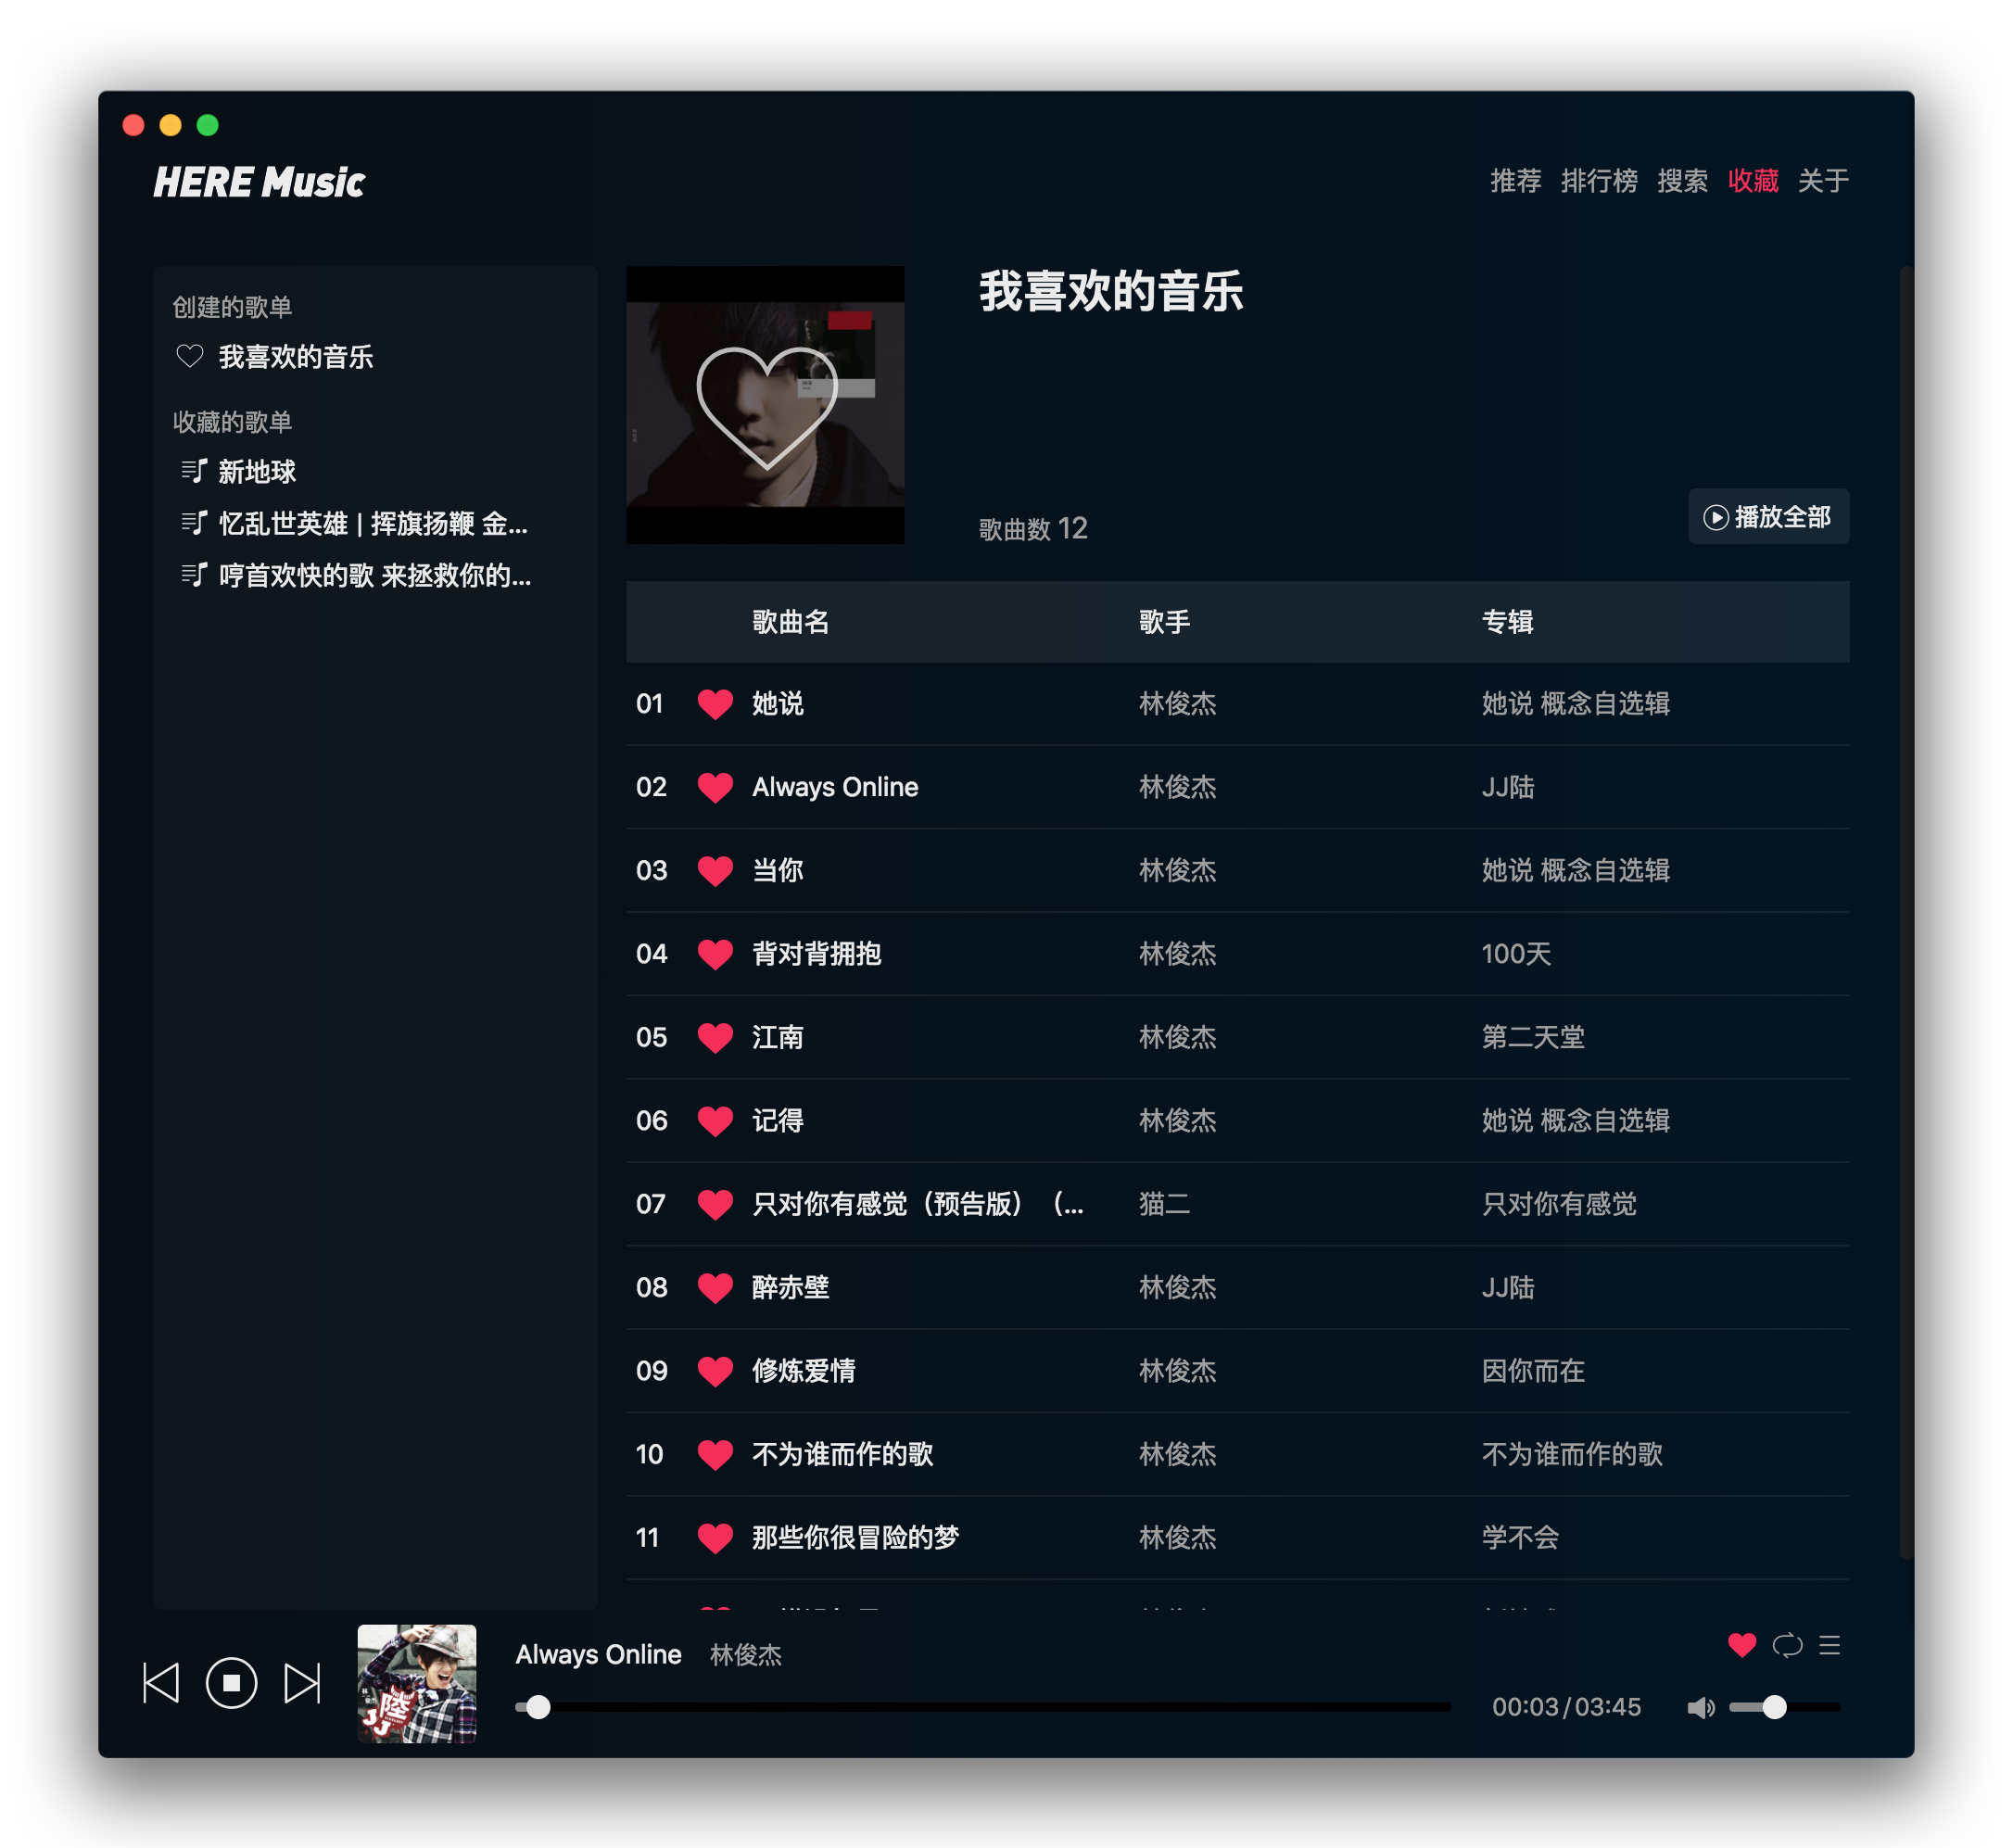 HERE Music
推荐 排行榜 搜索 收藏 关于
创建的歌单
我喜欢的音乐
收藏的歌单
新地球
忆乱世英雄 | 挥旗扬鞭 金...
哼首欢快的歌 来拯救你的...
我喜欢的音乐
歌曲数 12
播放全部
歌曲名 歌手 专辑
01 她说 林俊杰 她说 概念自选辑
02 Always Online 林俊杰 JJ陆
03 当你 林俊杰 她说 概念自选辑
04 背对背拥抱 林俊杰 100天
05 江南 林俊杰 第二天堂
06 记得 林俊杰 她说 概念自选辑
07 只对你有感觉（预告版）（... 猫二 只对你有感觉
08 醉赤壁 林俊杰 JJ陆
09 修炼爱情 林俊杰 因你而在
10 不为谁而作的歌 林俊杰 不为谁而作的歌
11 那些你很冒险的梦 林俊杰 学不会
陸
JJ
Always Online 林俊杰
00:03/03:45